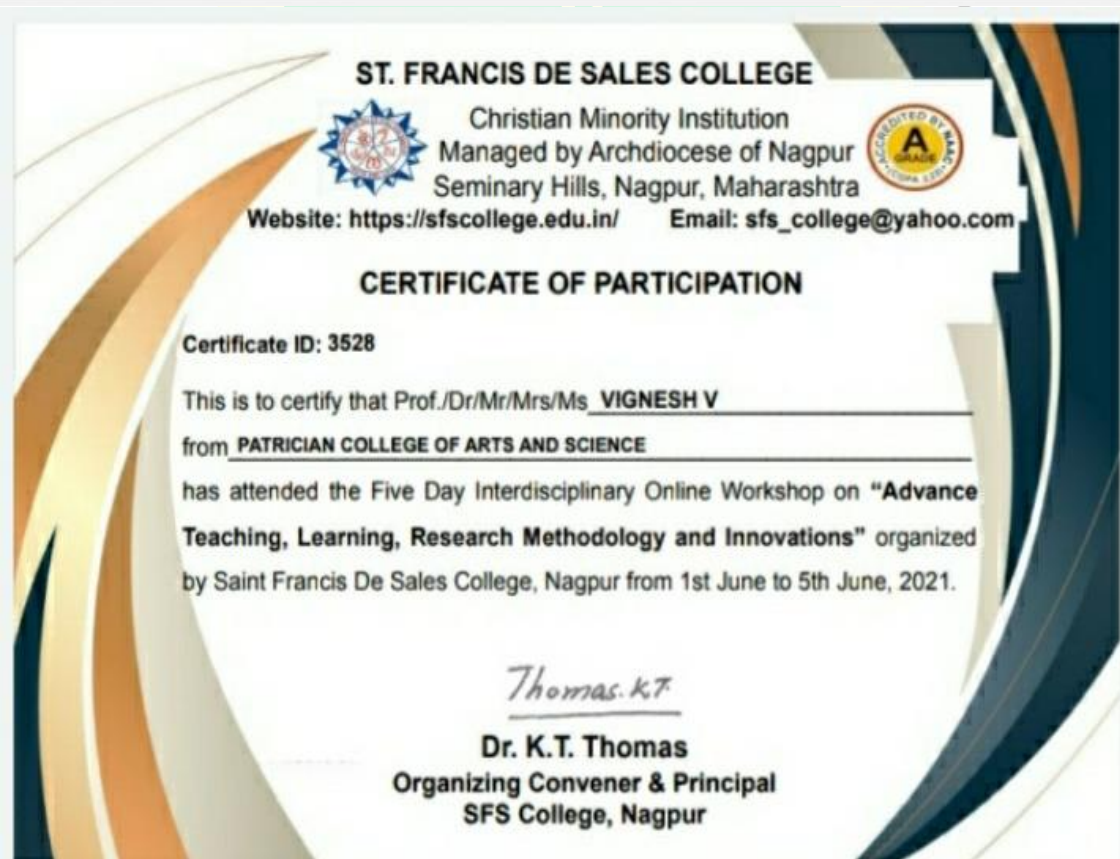 ST. FRANCIS DE SALES COLLEGE
Christian Minority Institution
Managed by Archdiocese of Nagpur
Seminary Hills, Nagpur, Maharashtra
ACCREDITED BY NAAC
A
GRADE
Website: https://sfscollege.edu.in/ Email: sfs_college@yahoo.com
CERTIFICATE OF PARTICIPATION
Certificate ID: 3528
This is to certify that Prof./Dr/Mr/Mrs/Ms VIGNESH V
from PATRICIAN COLLEGE OF ARTS AND SCIENCE
has attended the Five Day Interdisciplinary Online Workshop on “Advance
Teaching, Learning, Research Methodology and Innovations” organized
by Saint Francis De Sales College, Nagpur from 1st June to 5th June, 2021.
Thomas.K.T.
Dr. K.T. Thomas
Organizing Convener & Principal
SFS College, Nagpur